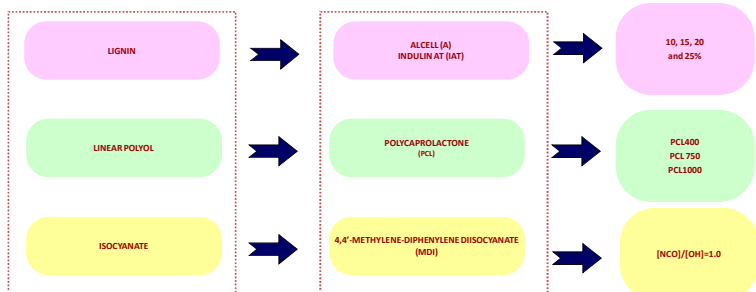 LIGNIN
ALCELL (A)
INDULIN AT (IAT)
10, 15, 20
and 25%
LINEAR POLYOL
POLYCAPROLACTONE
(PCL)
PCL400
PCL 750
PCL1000
ISOCYANATE
4,4'-METHYLENE-DIPHENYLENE DIISOCYANATE
(MDI)
[NCO]/[OH]=1.0